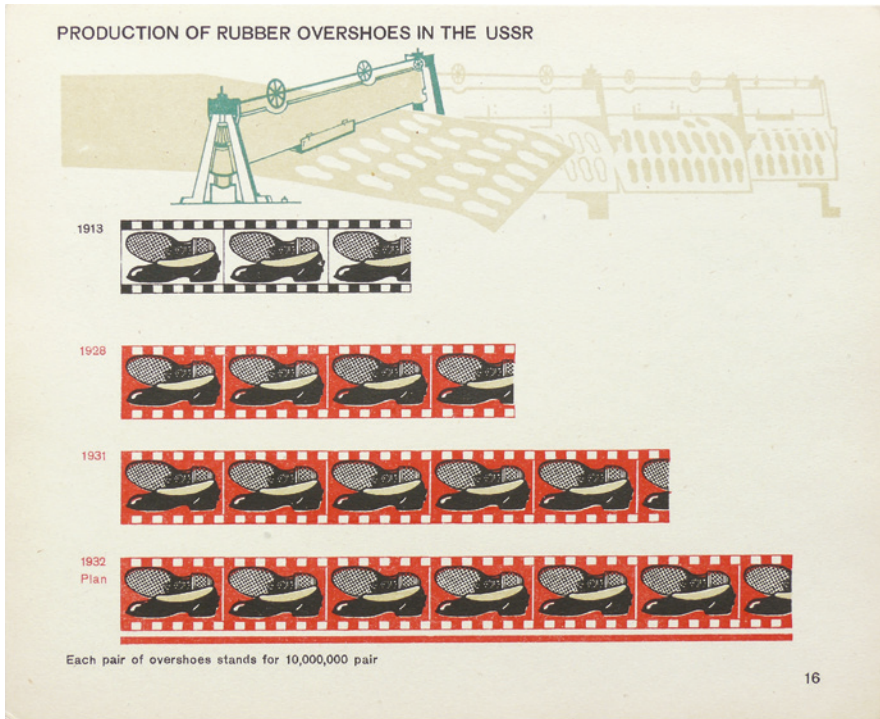 PRODUCTION OF RUBBER OVERSHOES IN THE USSR
1913
1928
1931
1932
Plan
Each pair of overshoes stands for 10,000,000 pair
16